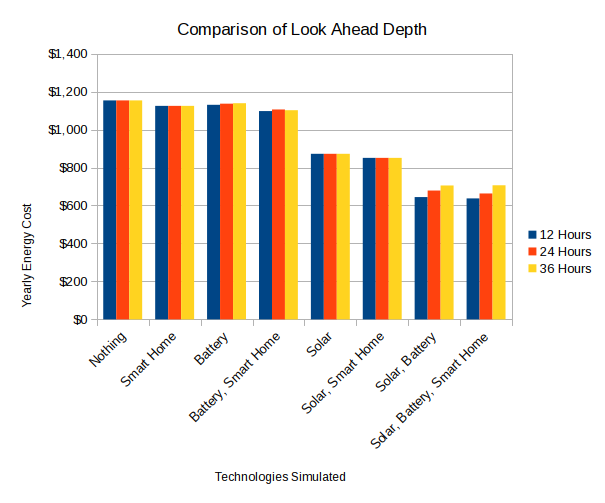 Comparison of Look Ahead Depth
$1,400
$1,200
$1,000
$800
$600
$400
$200
$0
Yearly Energy Cost
Nothing
Smart Home
Battery
Battery, Smart Home
Solar
Solar, Smart Home
Solar, Battery
Solar, Battery, Smart Home
Technologies Simulated
12 Hours
24 Hours
36 Hours